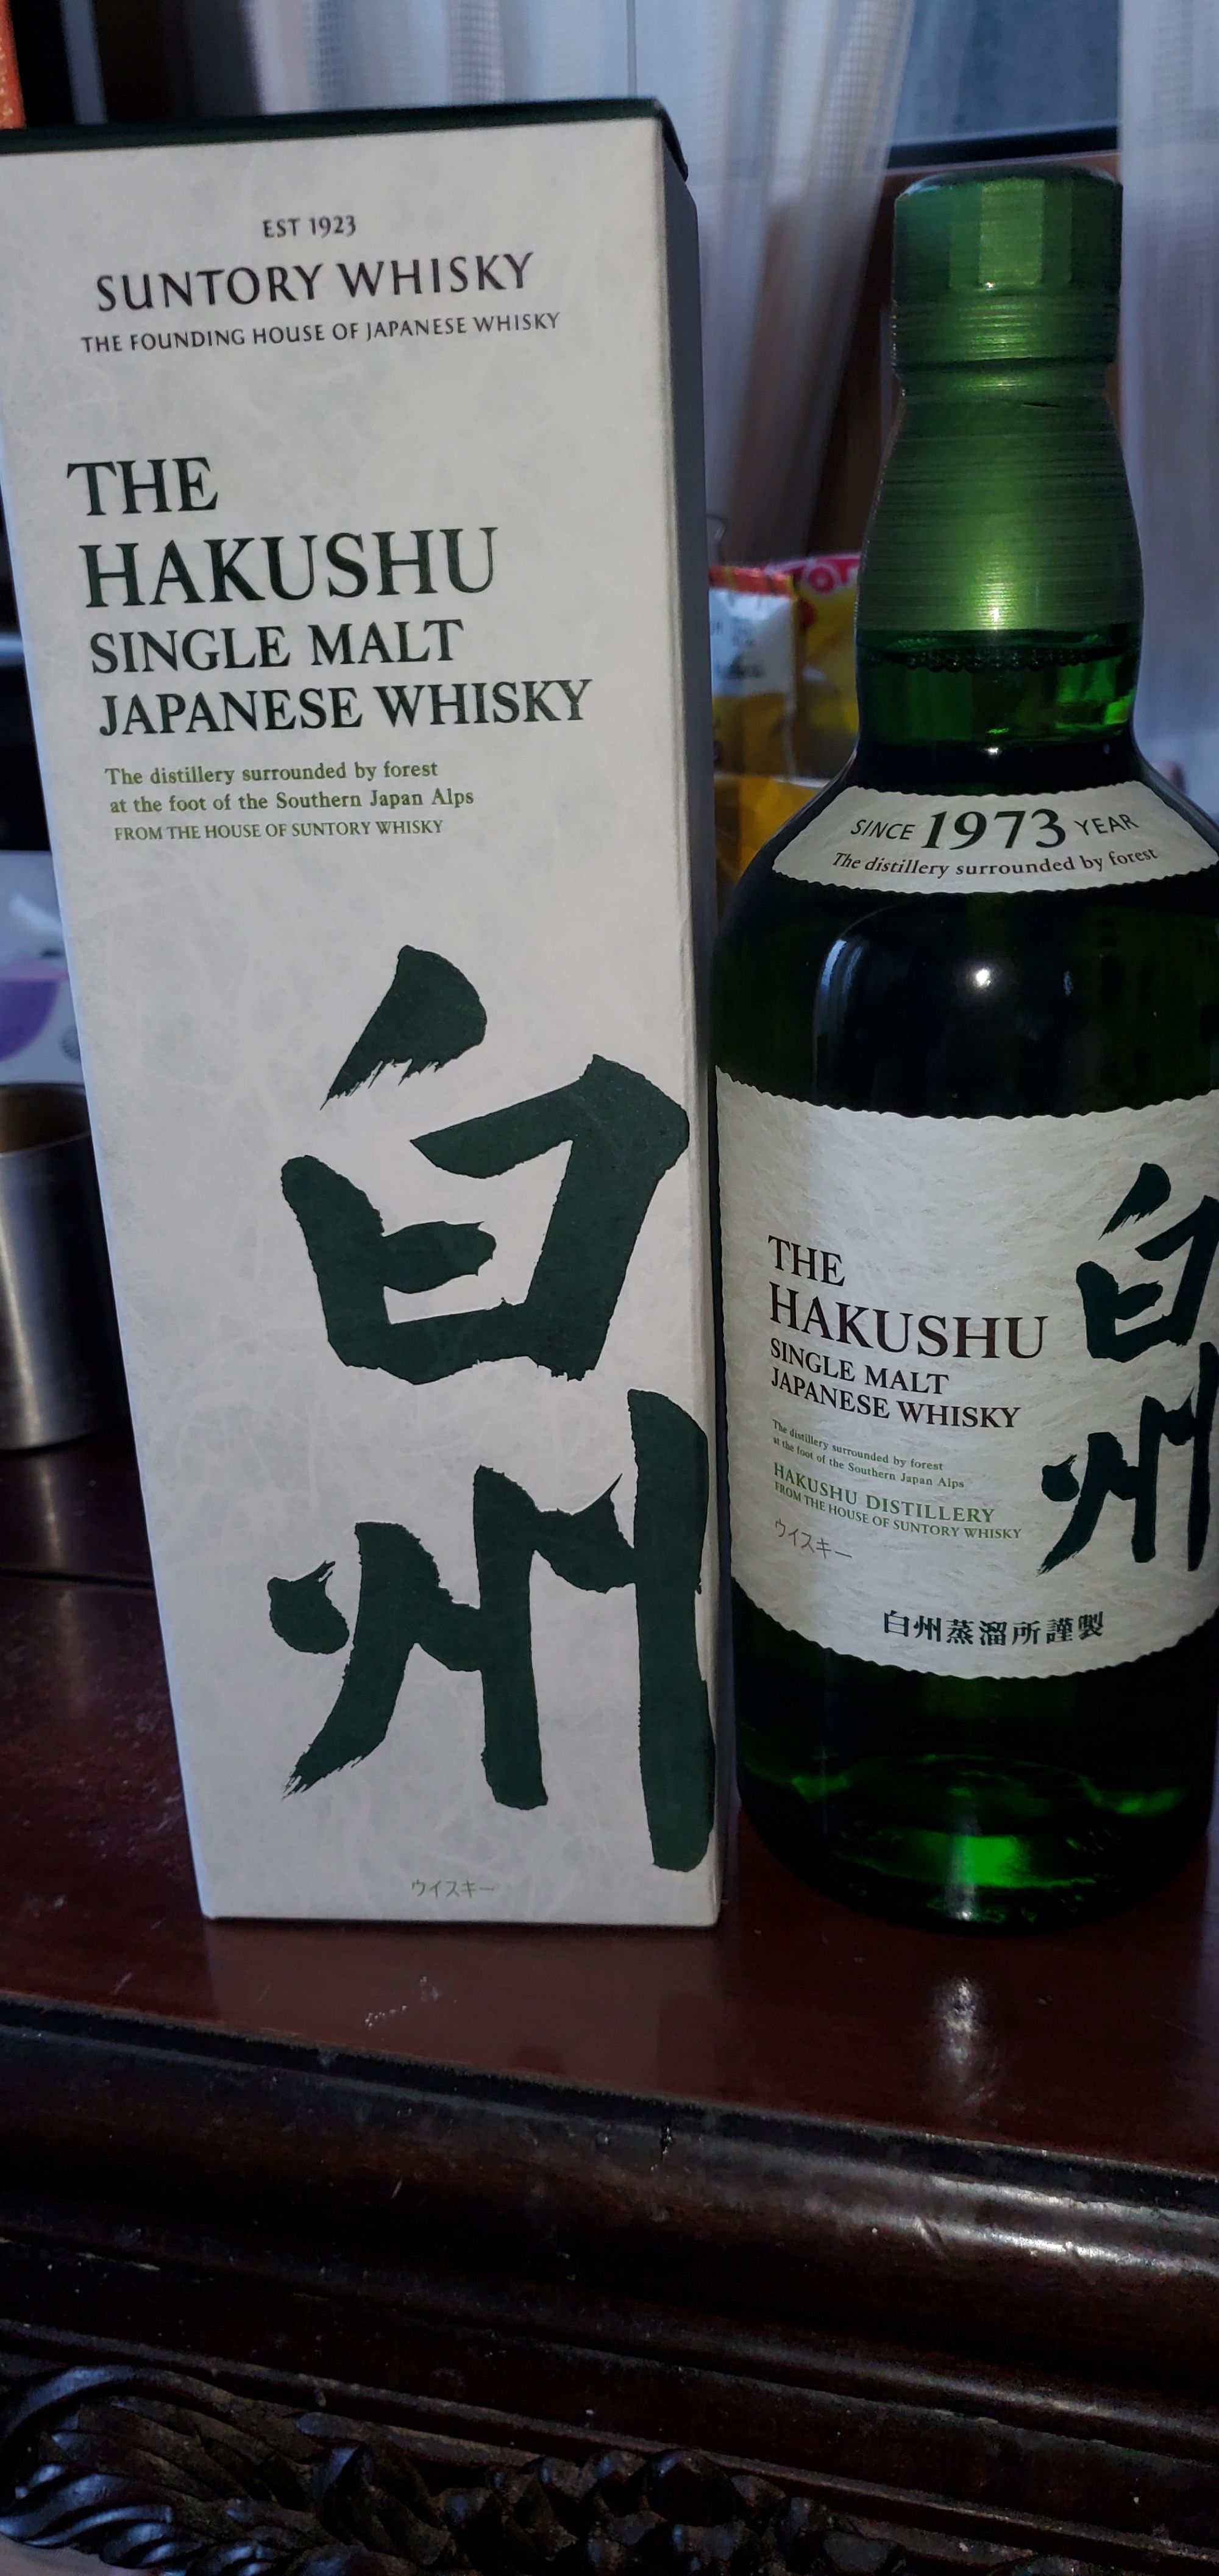 EST 1923
SUNTORY WHISKY
THE FOUNDING HOUSE OF JAPANESE WHISKY
THE
HAKUSHU
SINGLE MALT
JAPANESE WHISKY
The distillery surrounded by forest
at the foot of the Southern Japan Alps
FROM THE HOUSE OF SUNTORY WHISKY
白州
ウイスキー
SINCE 1973 YEAR
The distillery surrounded by forest
THE
HAKUSHU
SINGLE MALT
JAPANESE WHISKY
The distillery surrounded by forest
at the foot of the Southern Japan Alps
HAKUSHU DISTILLERY
FROM THE HOUSE OF SUNTORY WHISKY
ウイスキー
白州
白州蒸溜所謹製